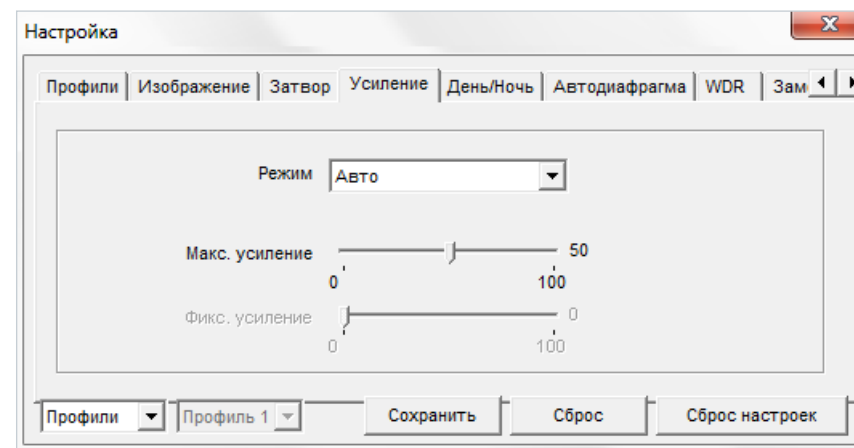 Настройка
Профили Изображение Затвор Усиление День/Ночь Автодиафрагма WDR Зам
Режим Авто
Макс. усиление 50
0 100
Фикс. усиление 0
0 100
Профили Профиль 1 Сохранить Сброс Сброс настроек